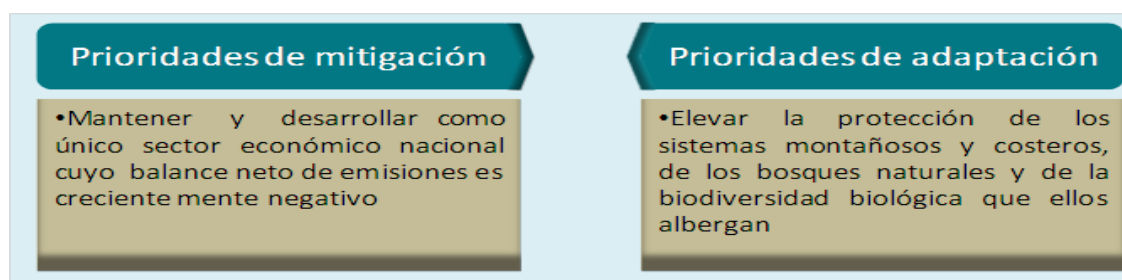 Prioridades de mitigación
•Mantener y desarrollar como
único sector económico nacional
cuyo balance neto de emisiones es
creciente mente negativo
Prioridades de adaptación
•Elevar la protección de los
sistemas montañosos y costeros,
de los bosques naturales y de la
biodiversidad biológica que ellos
albergan